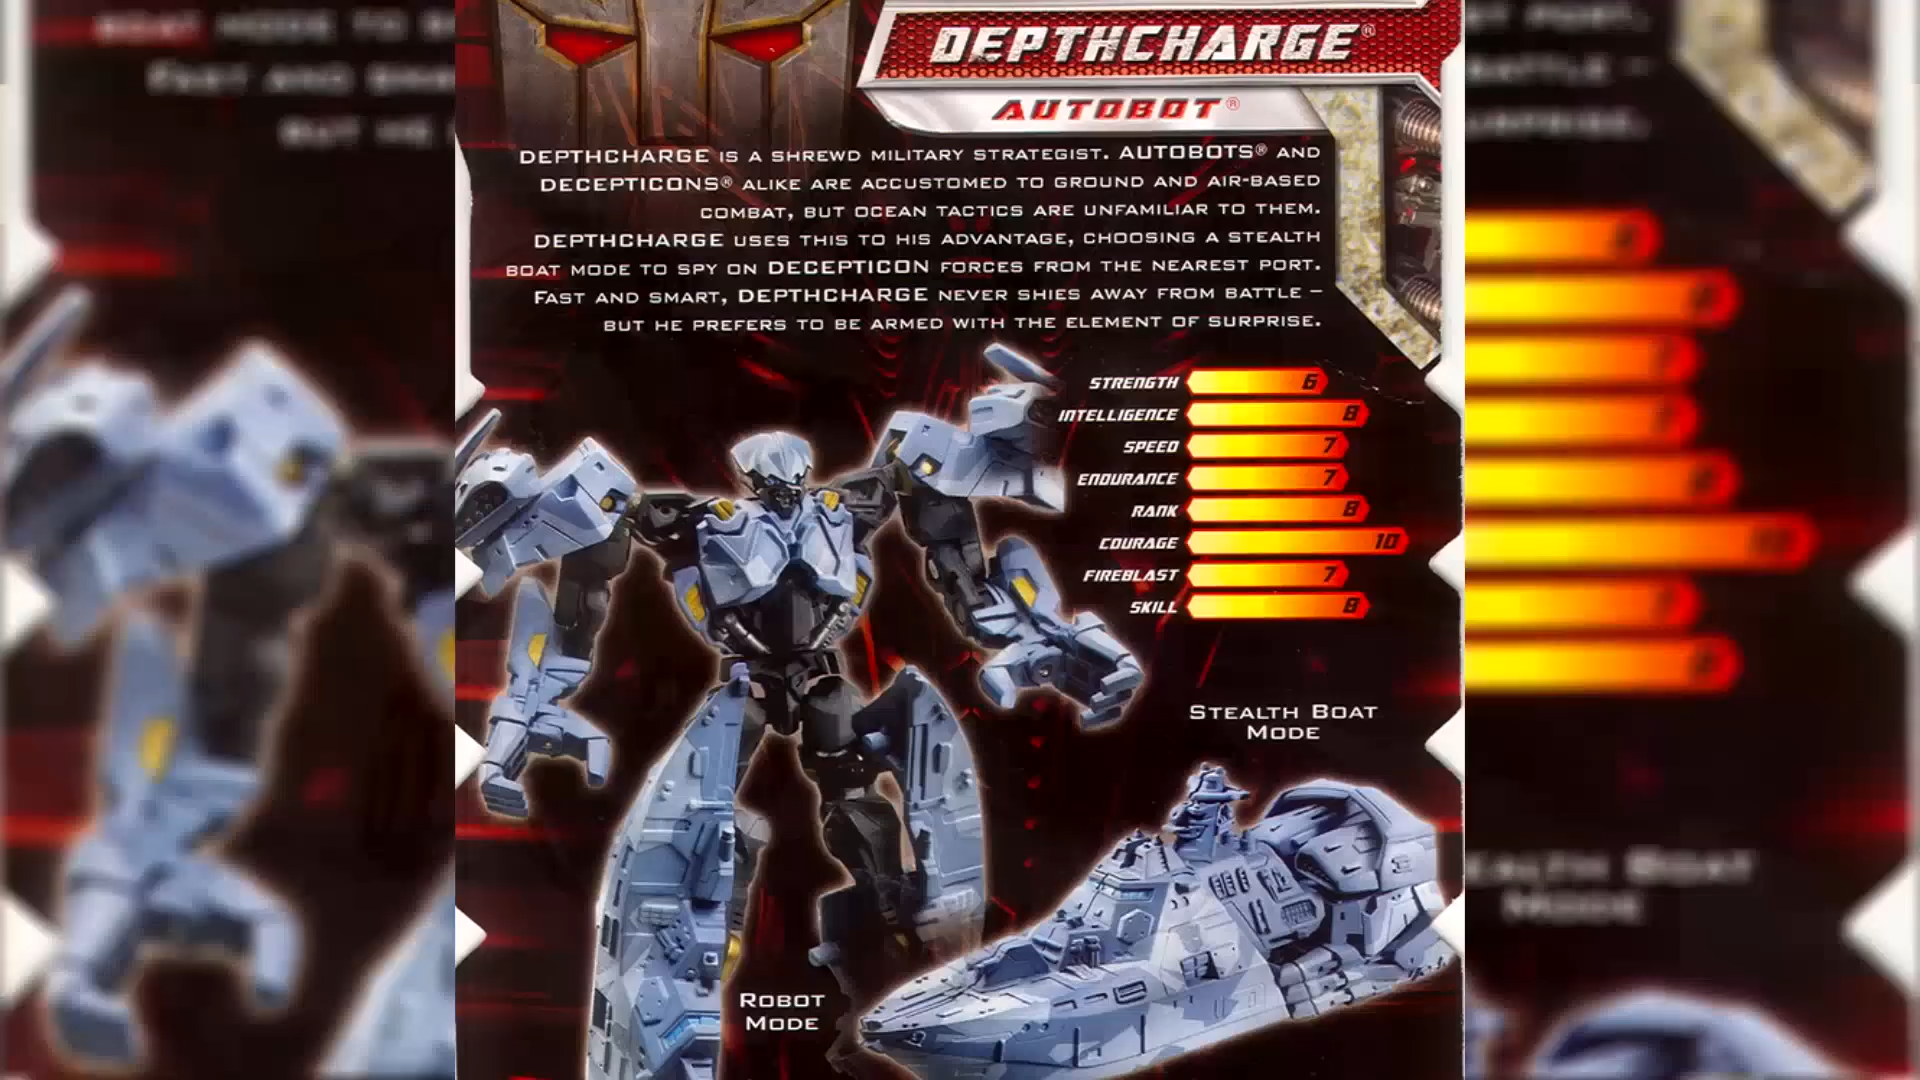 DEPTHCHARGE®
AUTOBOT®
DEPTHCHARGE IS A SHREWD MILITARY STRATEGIST. AUTOBOTS® AND
DECEPTICONS® ALIKE ARE ACCUSTOMED TO GROUND AND AIR-BASED
COMBAT, BUT OCEAN TACTICS ARE UNFAMILIAR TO THEM.
DEPTHCHARGE USES THIS TO HIS ADVANTAGE, CHOOSING A STEALTH
BOAT MODE TO SPY ON DECEPTICON FORCES FROM THE NEAREST PORT.
FAST AND SMART, DEPTHCHARGE NEVER SHIES AWAY FROM BATTLE –
BUT HE PREFERS TO BE ARMED WITH THE ELEMENT OF SURPRISE.
STRENGTH 6
INTELLIGENCE 8
SPEED 7
ENDURANCE 7
RANK 8
COURAGE 10
FIREBLAST 7
SKILL 8
STEALTH BOAT
MODE
ROBOT
MODE